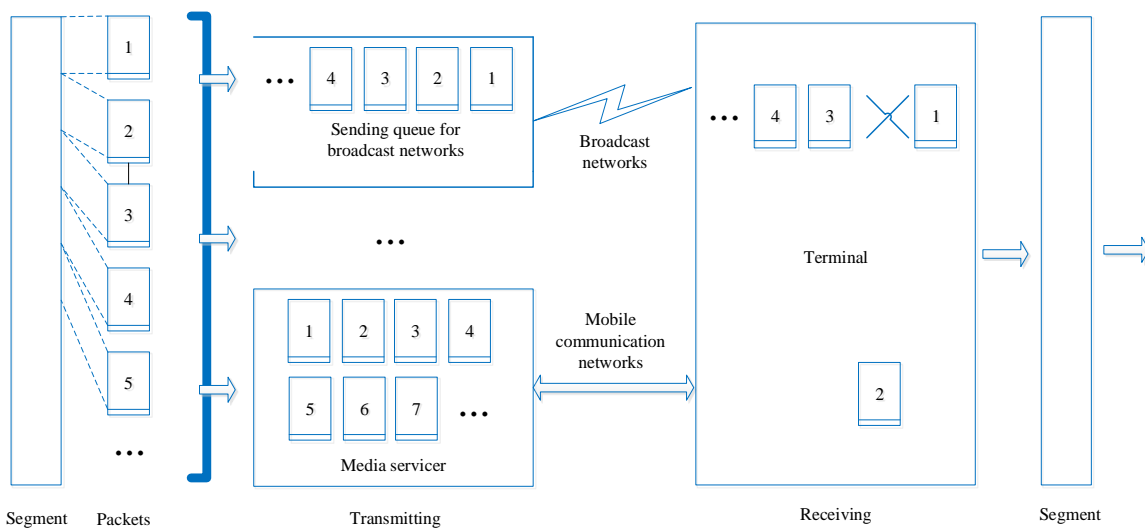 1
2
3
4
5
...
Segment
Packets
... 4 3 2 1
Sending queue for
broadcast networks
...
1 2 3 4
5 6 7 ...
Media servicer
Transmitting
Broadcast
networks
Mobile
communication
networks
... 4 3 1
Terminal
2
Receiving
Segment